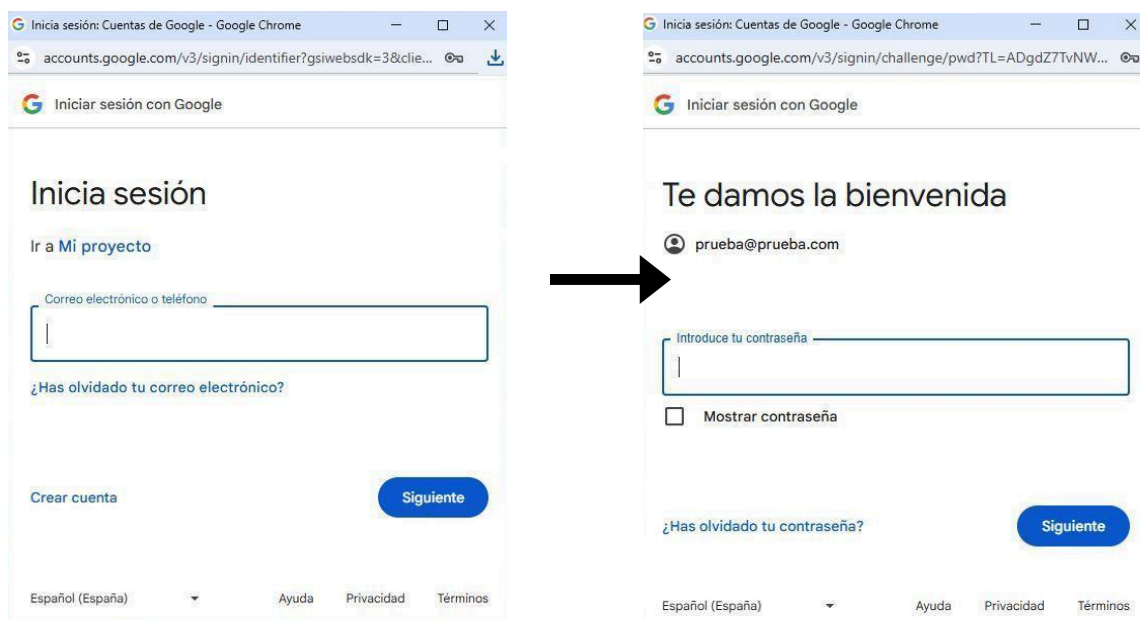 Inicia sesión: Cuentas de Google - Google Chrome
accounts.google.com/v3/signin/identifier?gsiwebsdk=3&clie...
Iniciar sesión con Google
Inicia sesión
Ir a Mi proyecto
Correo electrónico o teléfono
¿Has olvidado tu correo electrónico?
Crear cuenta
Siguiente
Español (España)
Ayuda
Privacidad
Términos
Inicia sesión: Cuentas de Google - Google Chrome
accounts.google.com/v3/signin/challenge/pwd?TL=ADgdZ7TvNW...
Iniciar sesión con Google
Te damos la bienvenida
prueba@prueba.com
Introduce tu contraseña
Mostrar contraseña
¿Has olvidado tu contraseña?
Siguiente
Español (España)
Ayuda
Privacidad
Términos